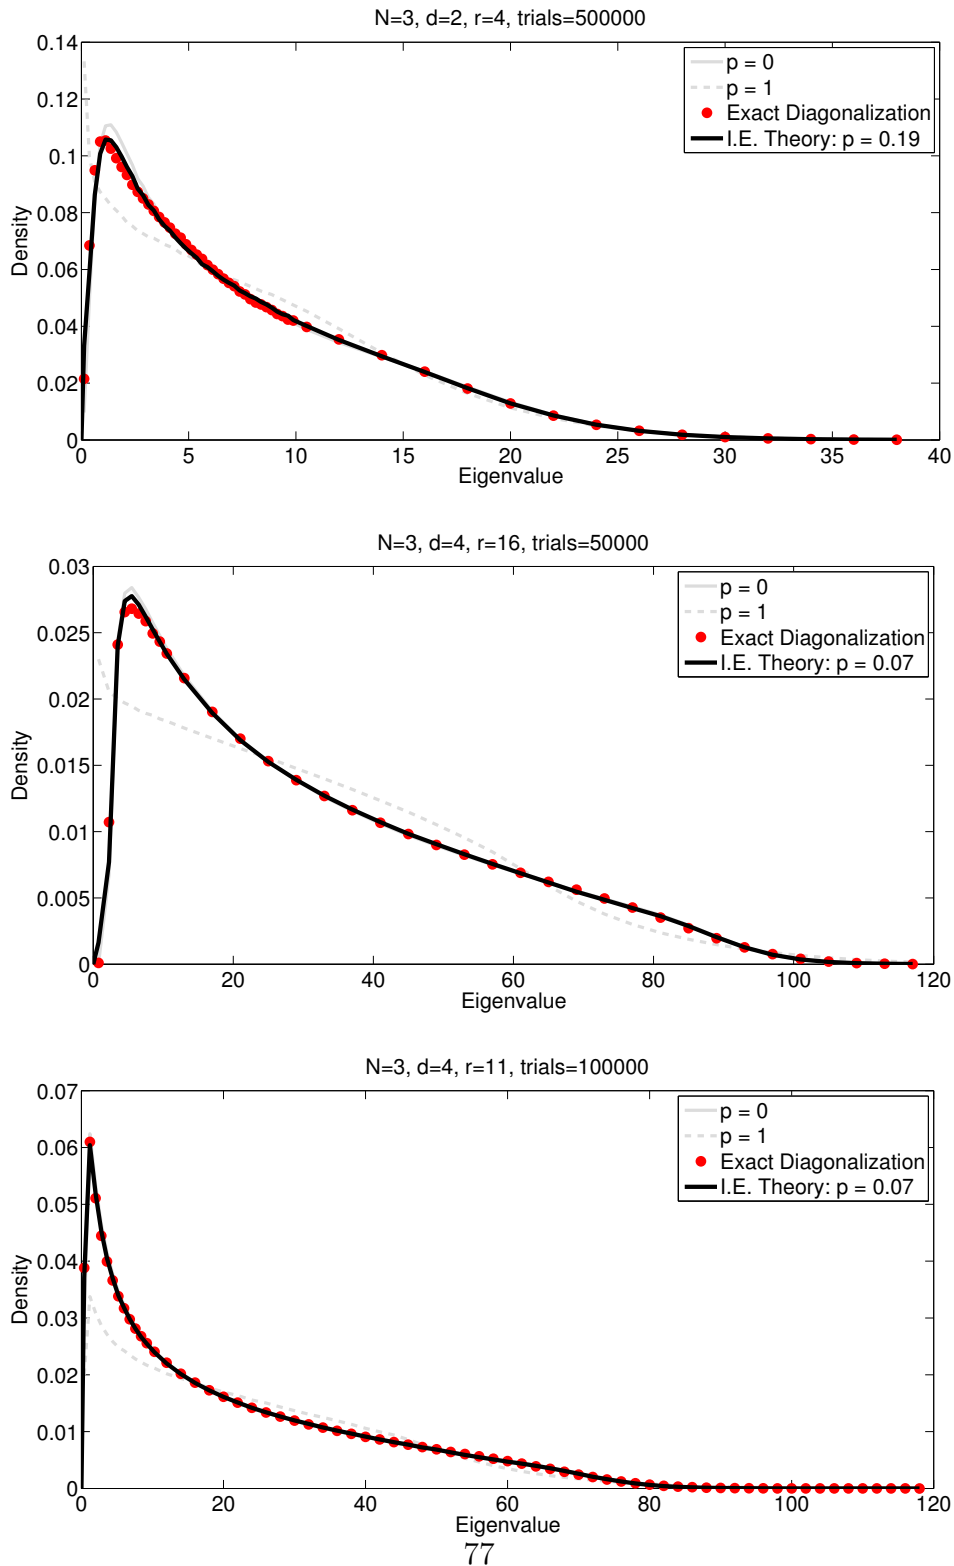 N=3, d=2, r=4, trials=500000
0.14
0.12
0.1
0.08
0.06
0.04
0.02
0
Density
p = 0
p = 1
Exact Diagonalization
I.E. Theory: p = 0.19
0 5 10 15 20 25 30 35 40
Eigenvalue
N=3, d=4, r=16, trials=50000
0.03
0.025
0.02
0.015
0.01
0.005
0
Density
p = 0
p = 1
Exact Diagonalization
I.E. Theory: p = 0.07
0 20 40 60 80 100 120
Eigenvalue
N=3, d=4, r=11, trials=100000
0.07
0.06
0.05
0.04
0.03
0.02
0.01
0
Density
p = 0
p = 1
Exact Diagonalization
I.E. Theory: p = 0.07
0 20 40 60 80 100 120
Eigenvalue
77